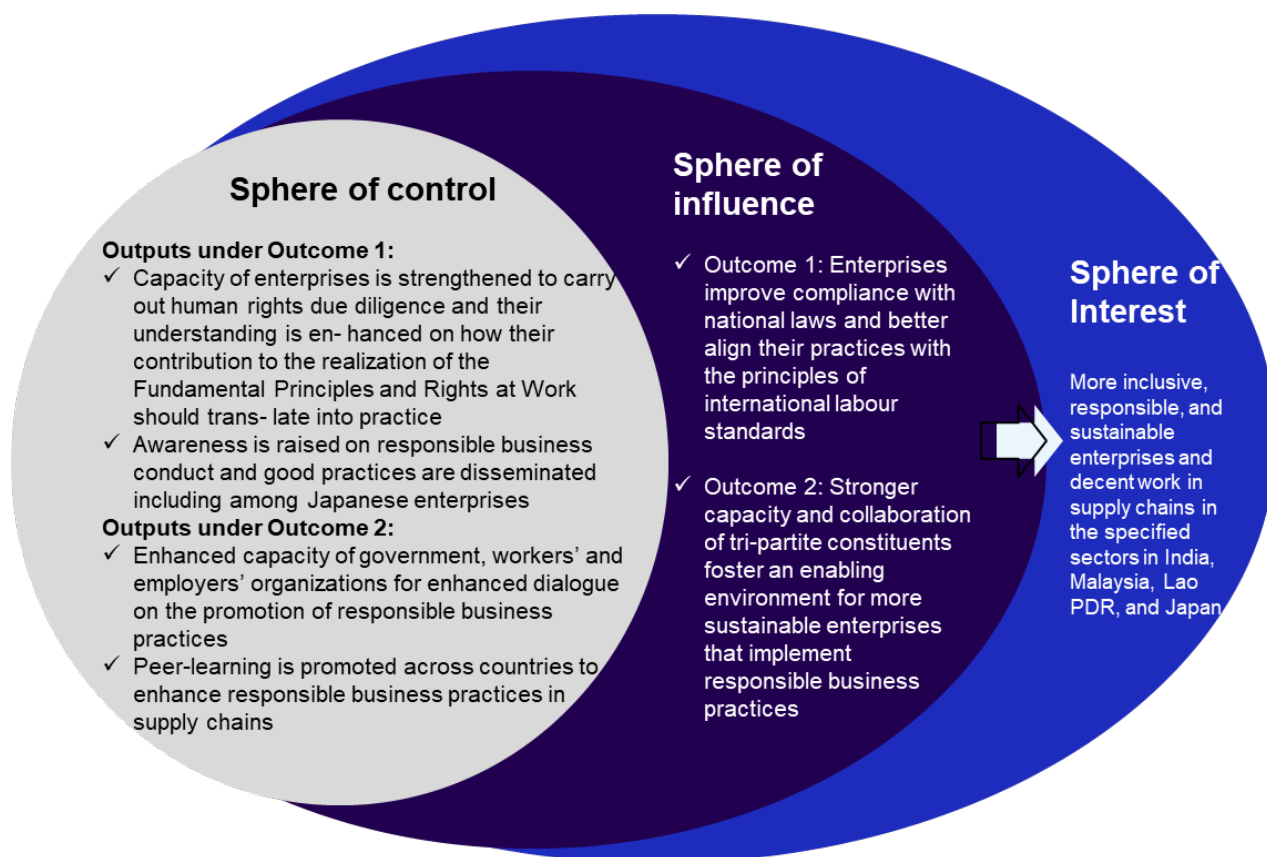 Sphere of control
Outputs under Outcome 1:
✓ Capacity of enterprises is strengthened to carry
out human rights due diligence and their
understanding is en- hanced on how their
contribution to the realization of the
Fundamental Principles and Rights at Work
should trans- late into practice
✓ Awareness is raised on responsible business
conduct and good practices are disseminated
including among Japanese enterprises
Outputs under Outcome 2:
✓ Enhanced capacity of government, workers’ and
employers’ organizations for enhanced dialogue
on the promotion of responsible business
practices
✓ Peer-learning is promoted across countries to
enhance responsible business practices in
supply chains
Sphere of
influence
✓ Outcome 1: Enterprises
improve compliance with
national laws and better
align their practices with
the principles of
international labour
standards
✓ Outcome 2: Stronger
capacity and collaboration
of tri-partite constituents
foster an enabling
environment for more
sustainable enterprises
that implement
responsible business
practices
Sphere of
Interest
More inclusive,
responsible, and
sustainable
enterprises and
decent work in
supply chains in
the specified
sectors in India,
Malaysia, Lao
PDR, and Japan